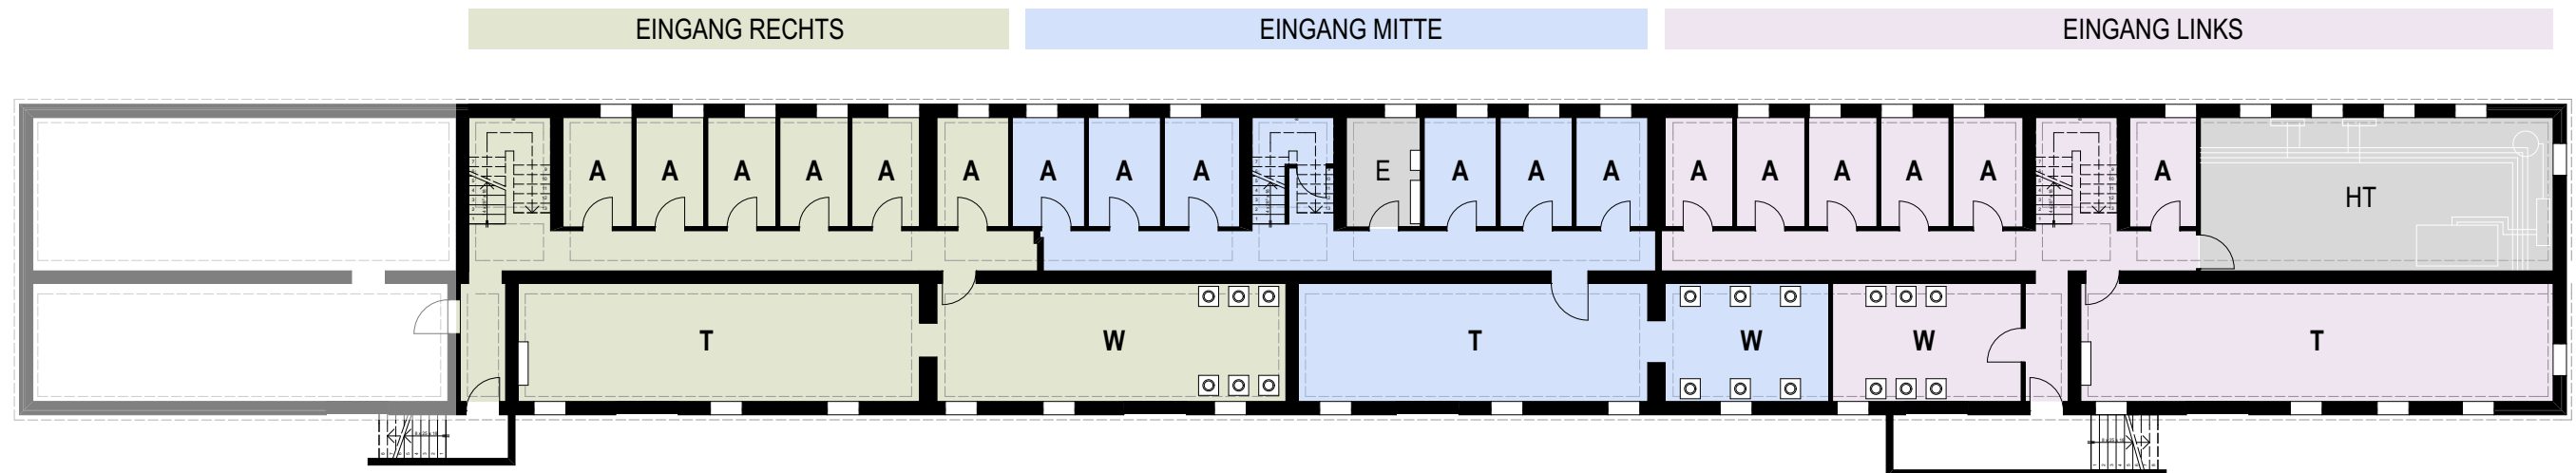 EINGANG RECHTS EINGANG MITTE EINGANG LINKS
A A A A A A A A A E A A A A A A A A A HT
T W T W W T